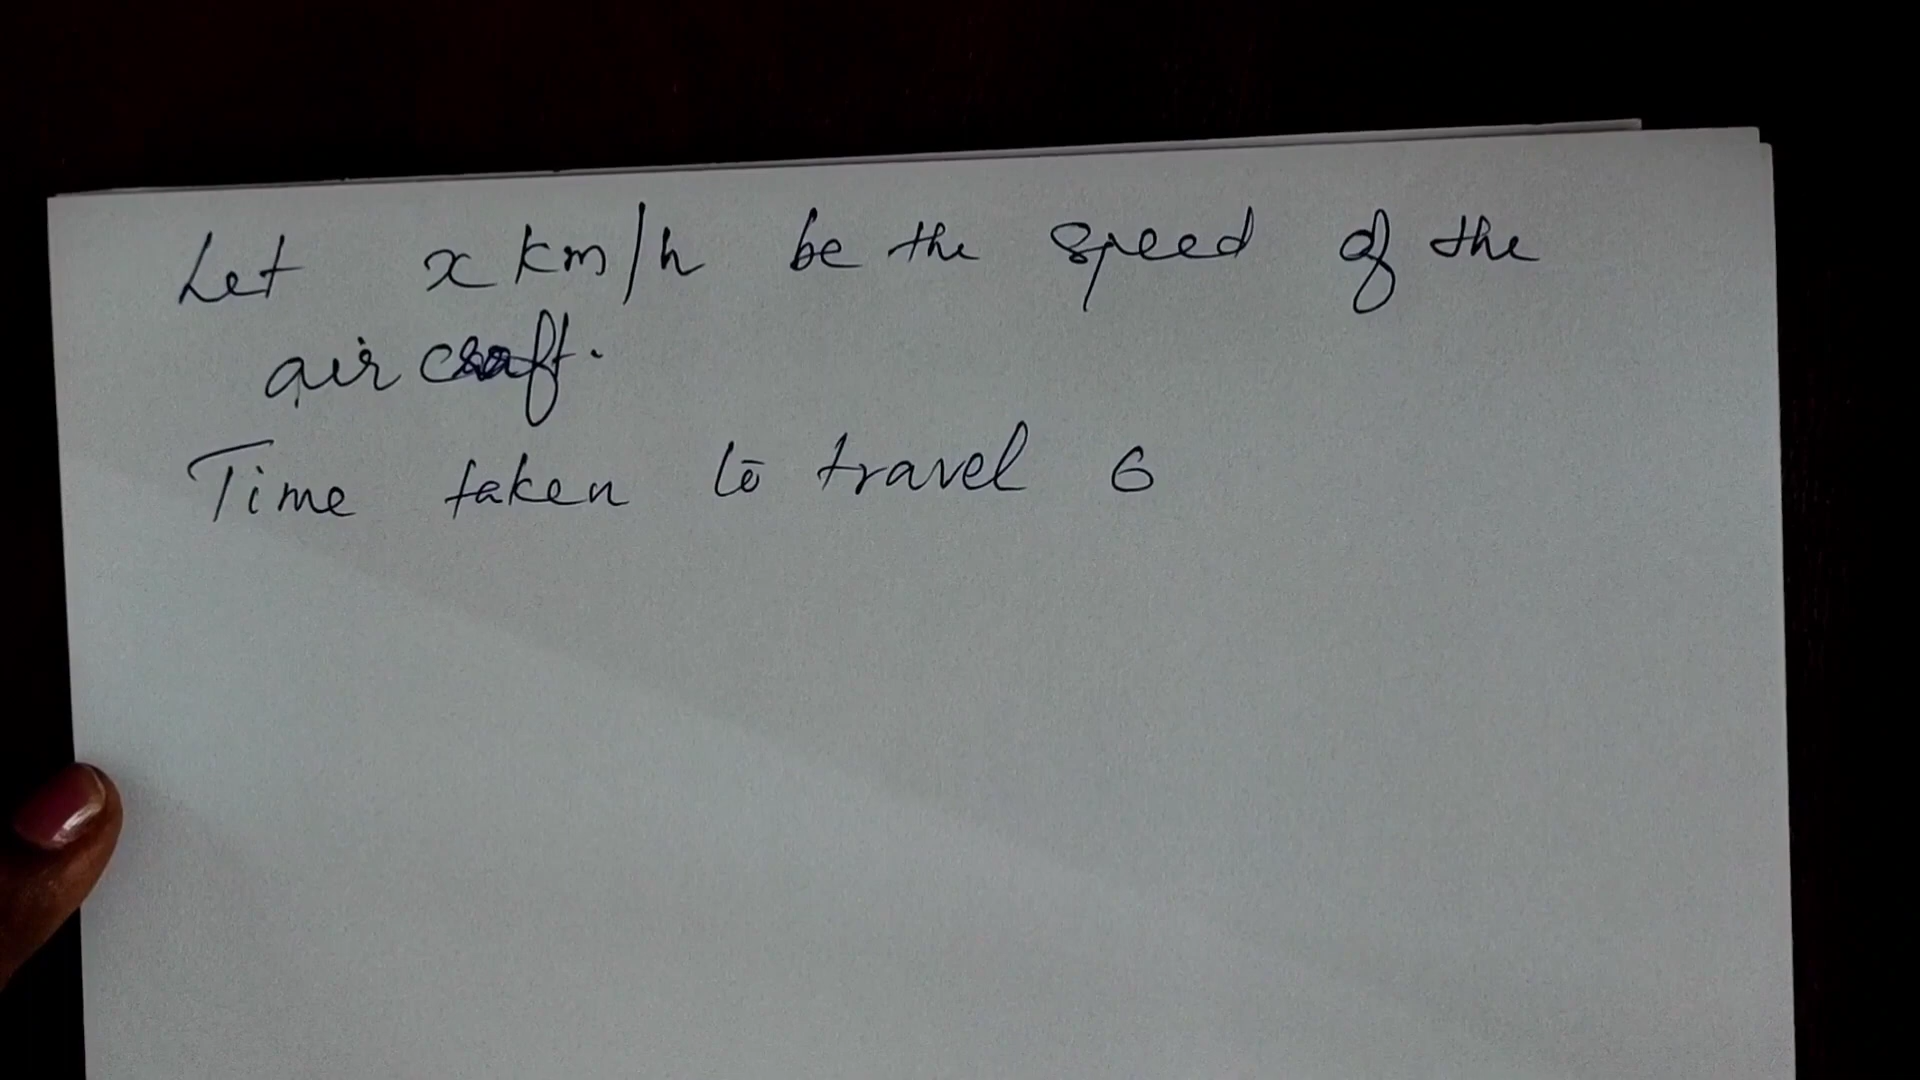 Let x km/h be the speed of the
air craft.
Time taken to travel 6